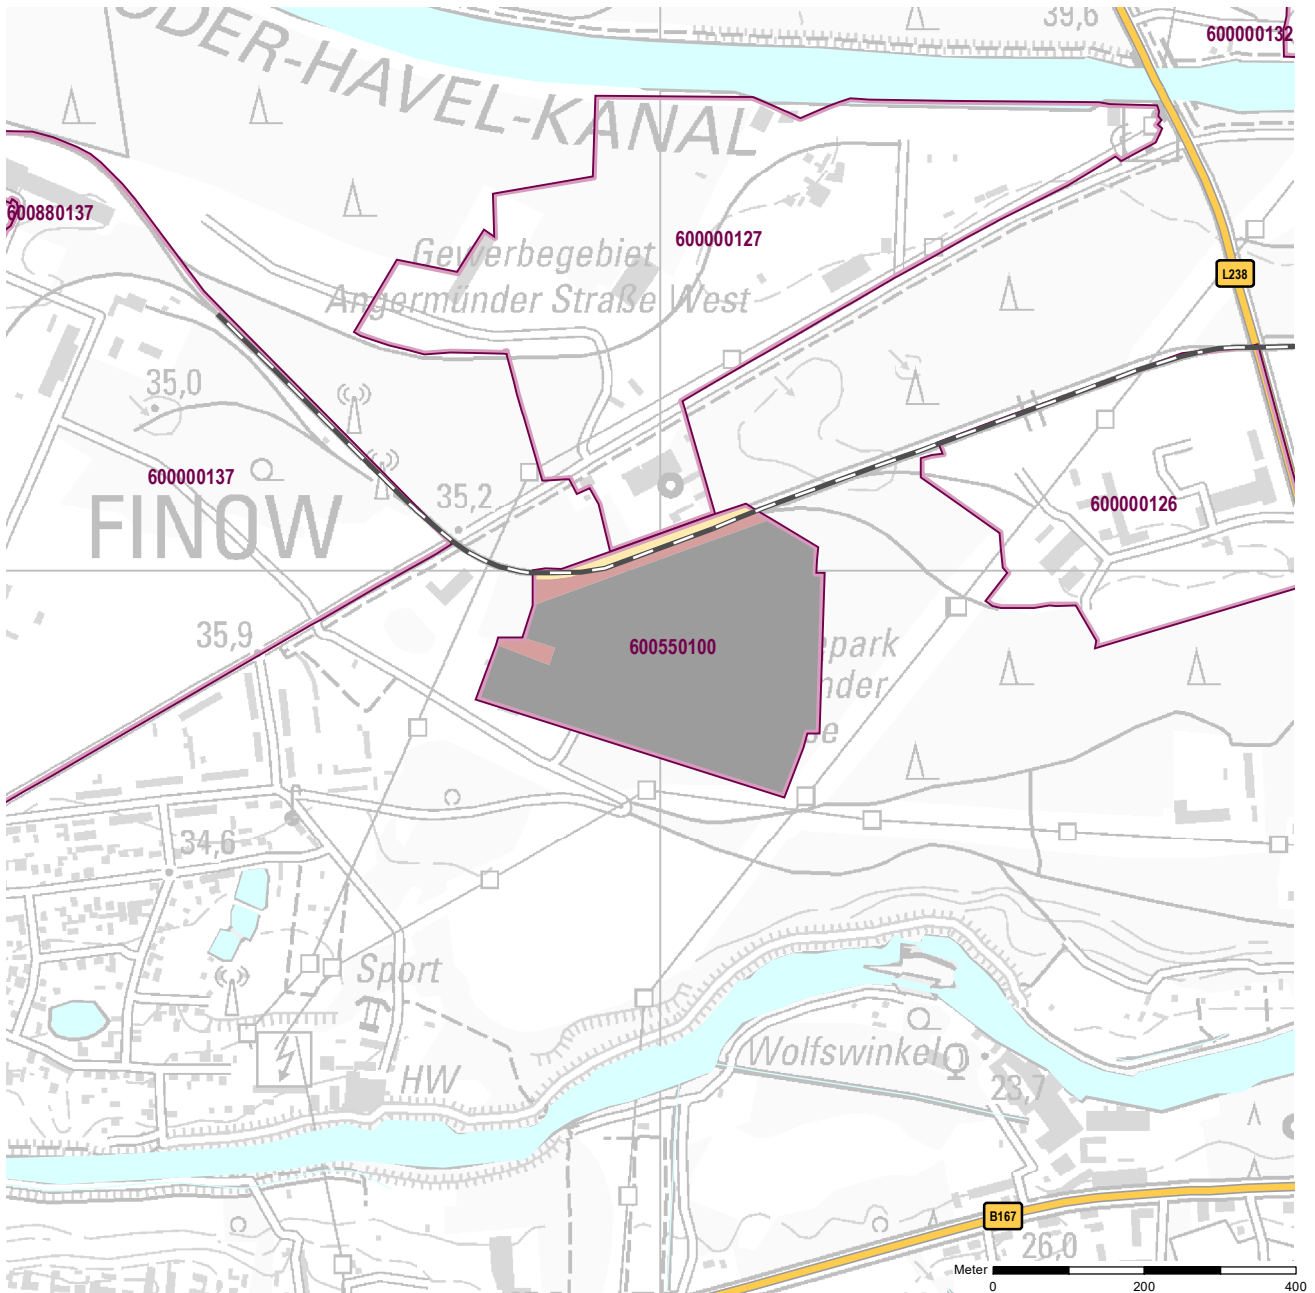 39,6
600000132
ODER-HAVEL-KANAL
600880137
600000127
Gewerbegebiet
Angermünder Straße West
L238
35,0
600000137
35,2
FINOW
600000126
35,9
600550100
epark
nder
se
34,6
Sport
HW
Wolfswinkel
23,7
B167
26,0
Meter
0 200 400